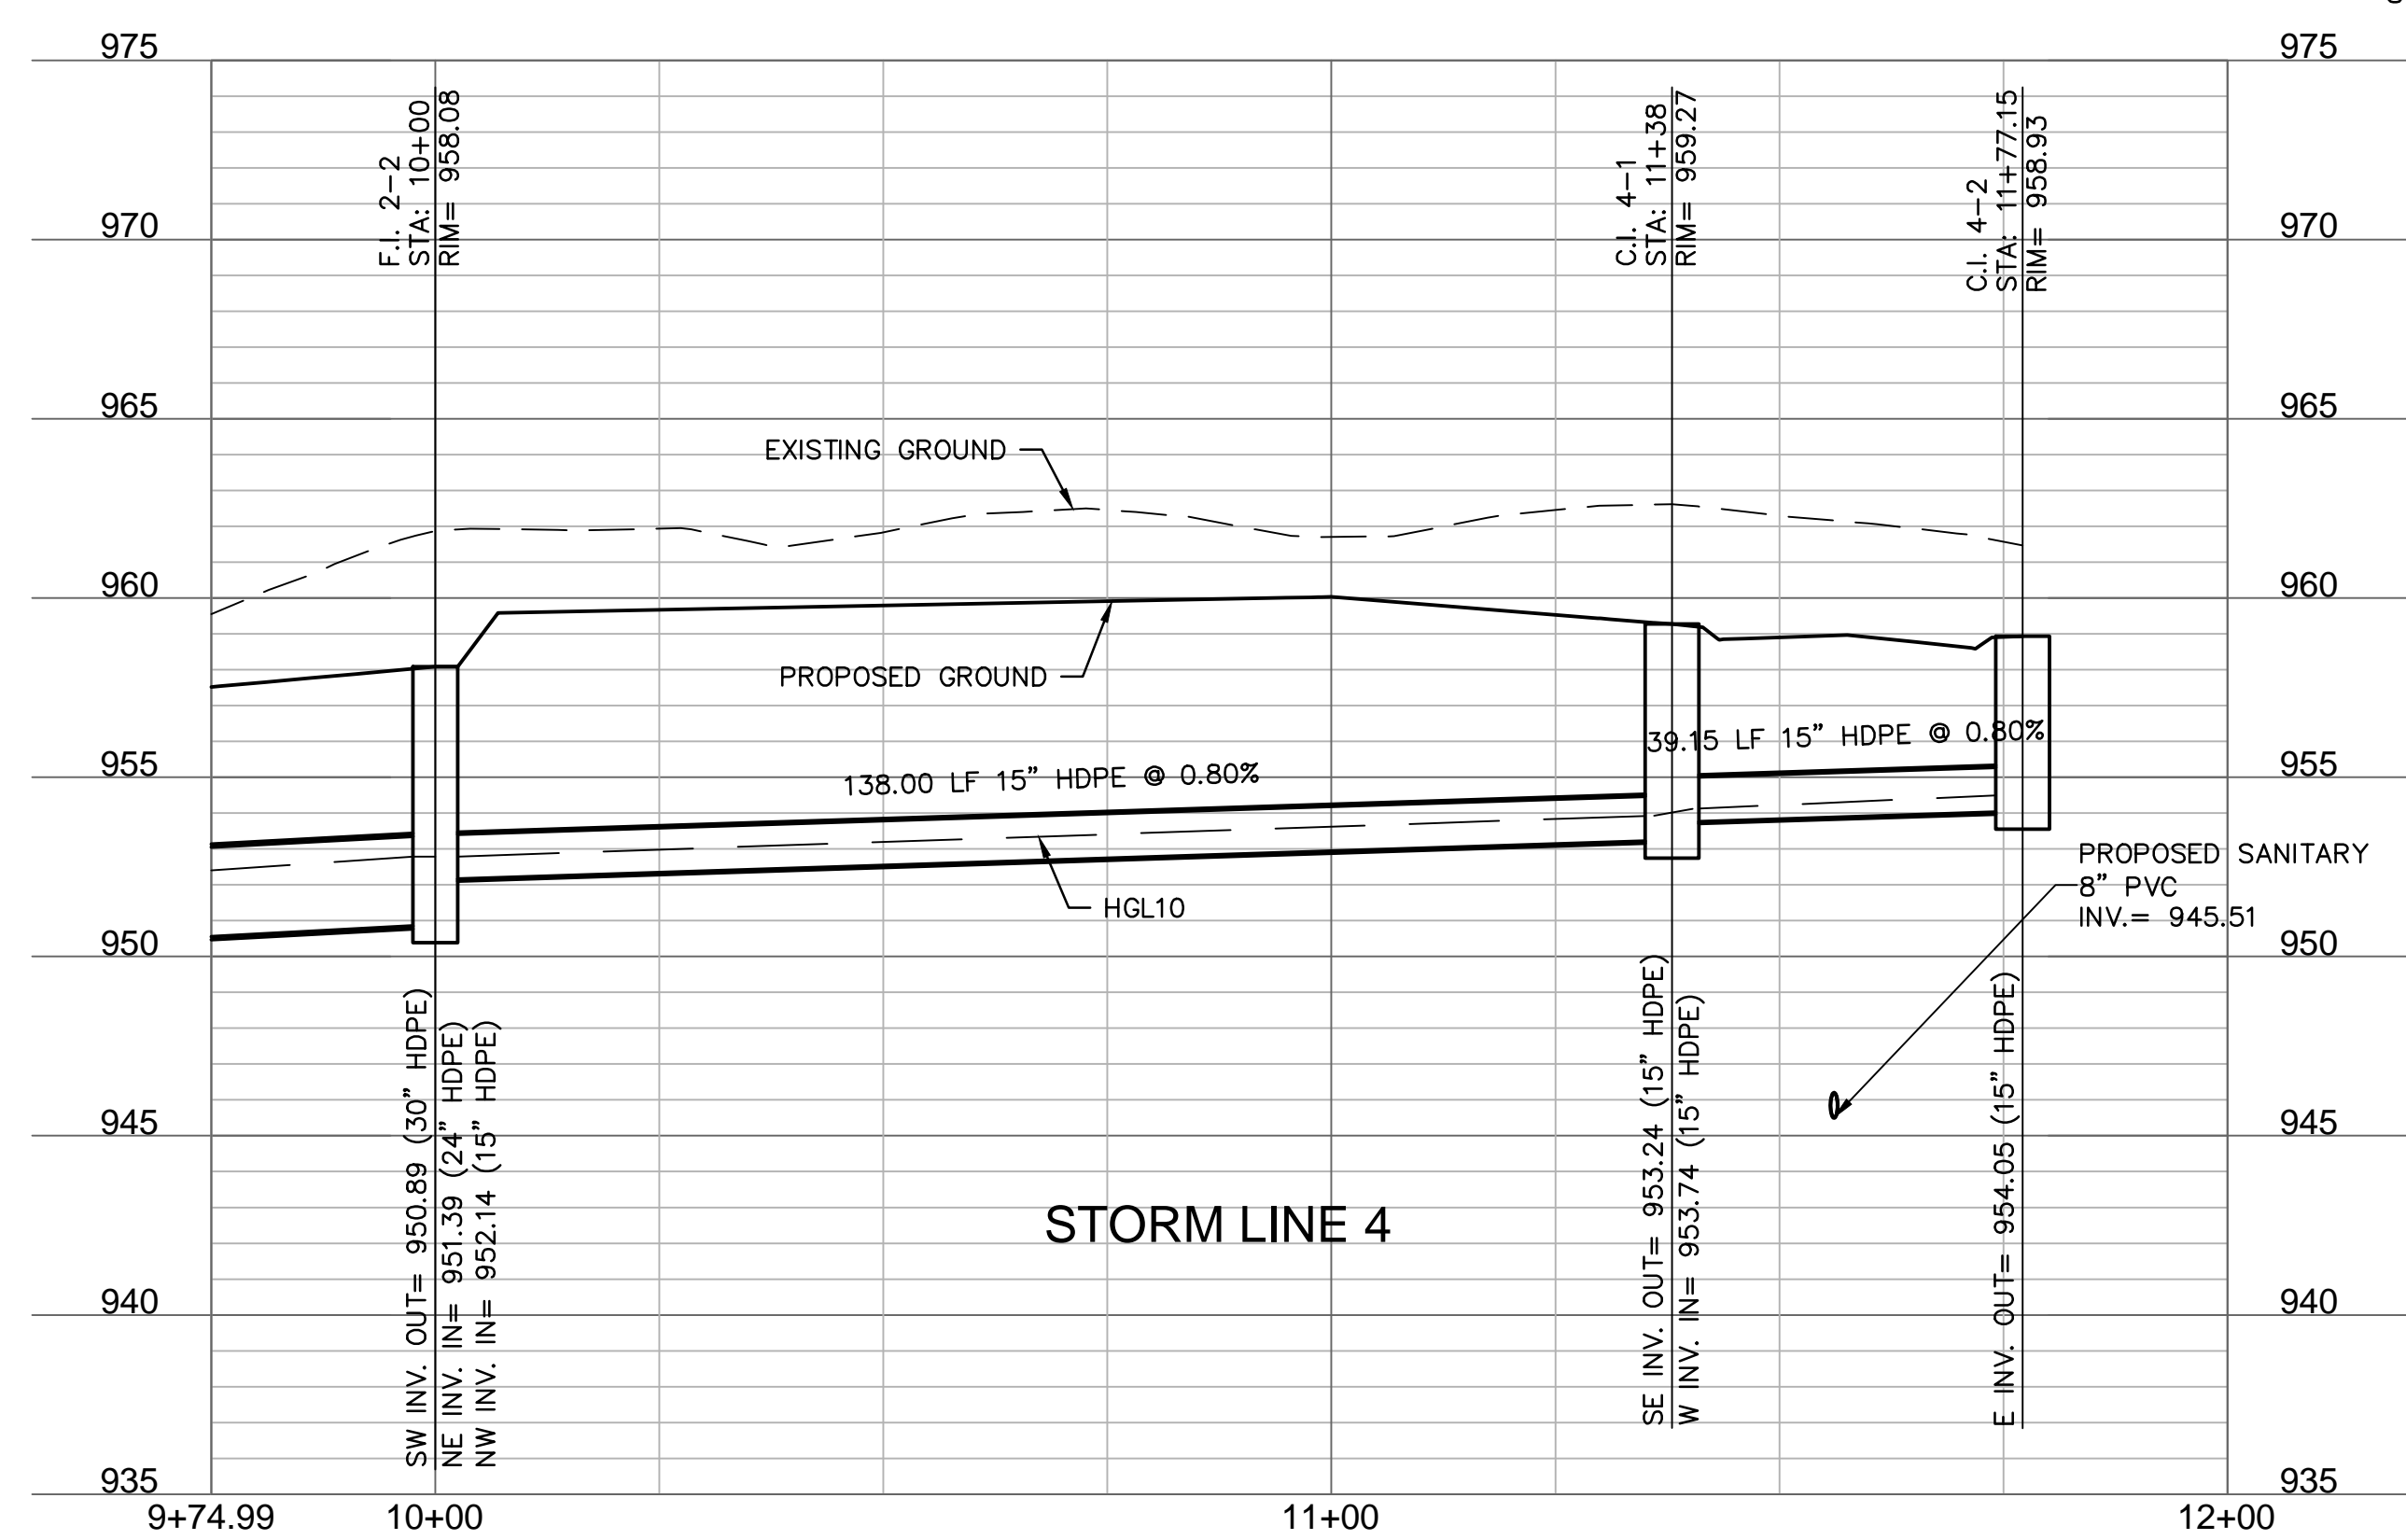 975
975
F.I. 2-2
STA: 10+00
RIM= 958.08
C.I. 4-1
STA: 11+38
RIM= 959.27
C.I. 4-2
STA: 11+77.15
RIM= 958.93
970
970
965
965
EXISTING GROUND
960
960
PROPOSED GROUND
39.15 LF 15" HDPE @ 0.80%
955
955
138.00 LF 15" HDPE @ 0.80%
PROPOSED SANITARY
8" PVC
INV.= 945.51
HGL10
950
950
SW INV. OUT= 950.89 (30" HDPE)
NE INV. IN= 951.39 (24" HDPE)
NW INV. IN= 952.14 (15" HDPE)
SE INV. OUT= 953.24 (15" HDPE)
W INV. IN= 953.74 (15" HDPE)
E INV. OUT= 954.05 (15" HDPE)
945
945
STORM LINE 4
940
940
935
935
9+74.99
10+00
11+00
12+00